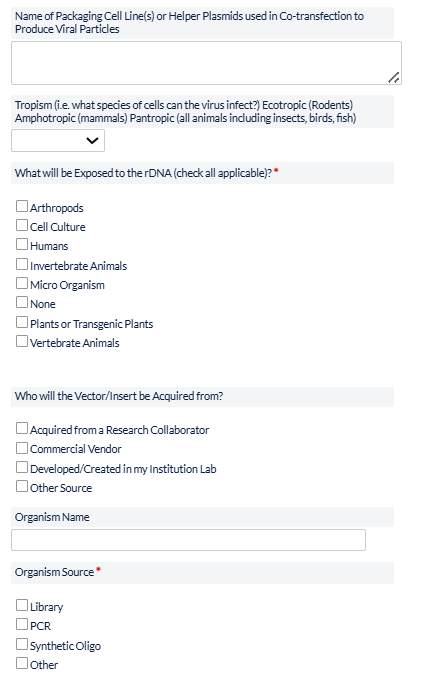 Name of Packaging Cell Line(s) or Helper Plasmids used in Co-transfection to
Produce Viral Particles
Tropism (i.e. what species of cells can the virus infect?) Ecotropic (Rodents)
Amphotropic (mammals) Pantropic (all animals including insects, birds, fish)
What will be Exposed to the rDNA (check all applicable)? *
Arthropods
Cell Culture
Humans
Invertebrate Animals
Micro Organism
None
Plants or Transgenic Plants
Vertebrate Animals
Who will the Vector/Insert be Acquired from?
Acquired from a Research Collaborator
Commercial Vendor
Developed/Created in my Institution Lab
Other Source
Organism Name
Organism Source *
Library
PCR
Synthetic Oligo
Other